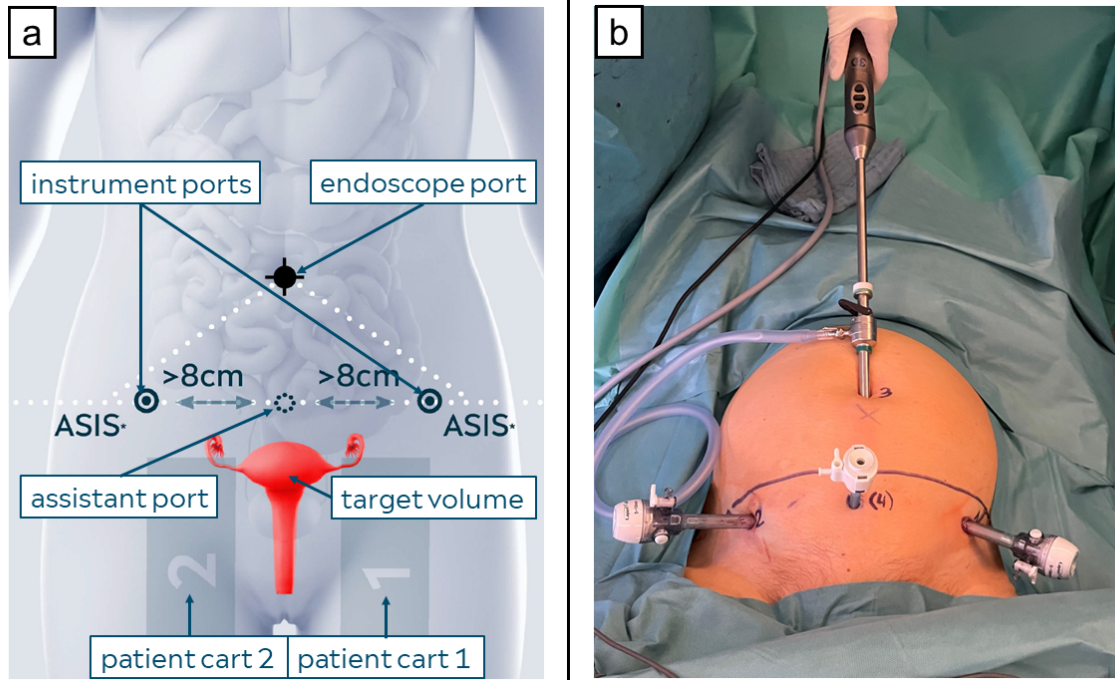 a
instrument ports
endoscope port
>8cm
>8cm
ASIS*
ASIS*
assistant port
target volume
2
1
patient cart 2
patient cart 1
b
3D
3
2
(4)